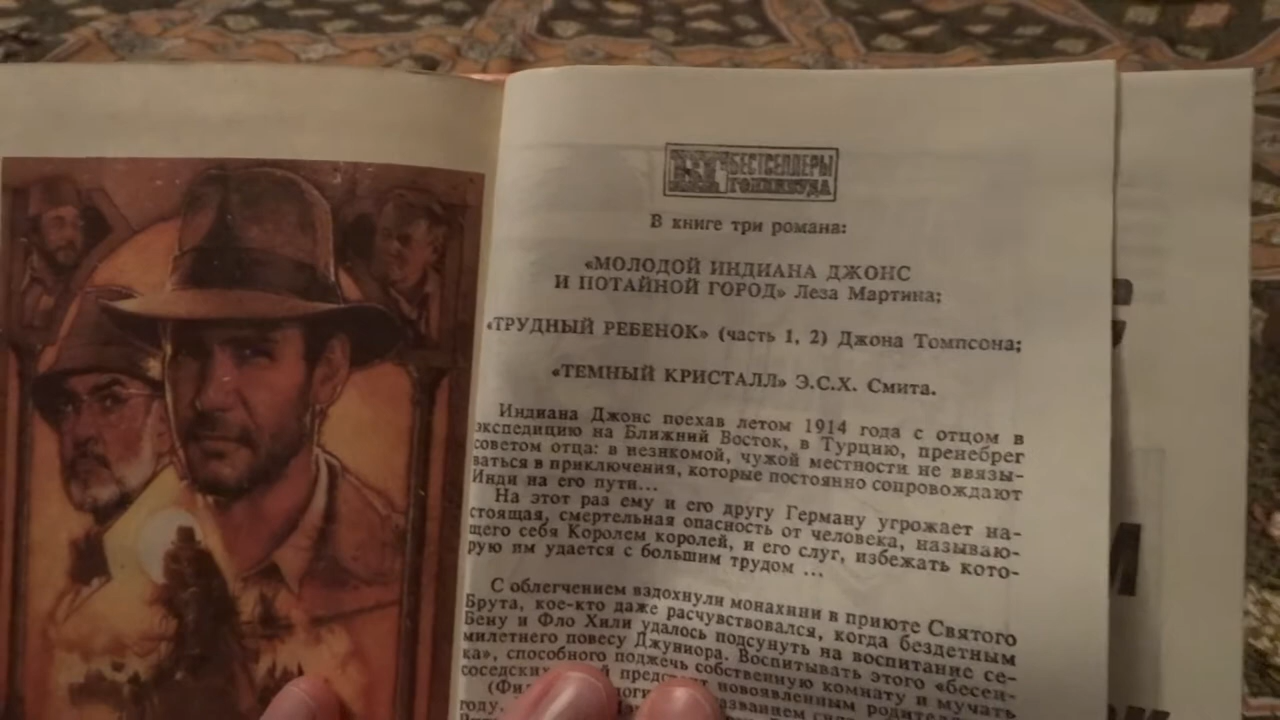 БЕСТСЕЛЛЕРЫ
ГОЛЛИВУДА
В книге три романа:
«МОЛОДОЙ ИНДИАНА ДЖОНС
И ПОТАЙНОЙ ГОРОД» Леза Мартина;
«ТРУДНЫЙ РЕБЕНОК» (часть 1, 2) Джона Томпсона;
«ТЕМНЫЙ КРИСТАЛЛ» Э.С.Х. Смита.
Индиана Джонс поехав летом 1914 года с отцом в
экспедицию на Ближний Восток, в Турцию, пренебрег
советом отца: в незнкомой, чужой местности не ввязы-
ваться в приключения, которые постоянно сопровождают
Инди на его пути...
На этот раз ему и его другу Герману угрожает на-
стоящая, смертельная опасность от человека, называю-
щего себя Королем королей, и его слуг, избежать кото-
рую им удается с большим трудом ...
С облегчением вздохнули монахини в приюте Святого
Брута, кое-кто даже расчувствовался, когда бездетным
Бену и Фло Хили удалось подсунуть на воспитание се-
милетнего повесу Джуниора. Воспитывать этого «бесен-
ка», способного поджечь собственную комнату и мучать
соседских новоявленным
году.